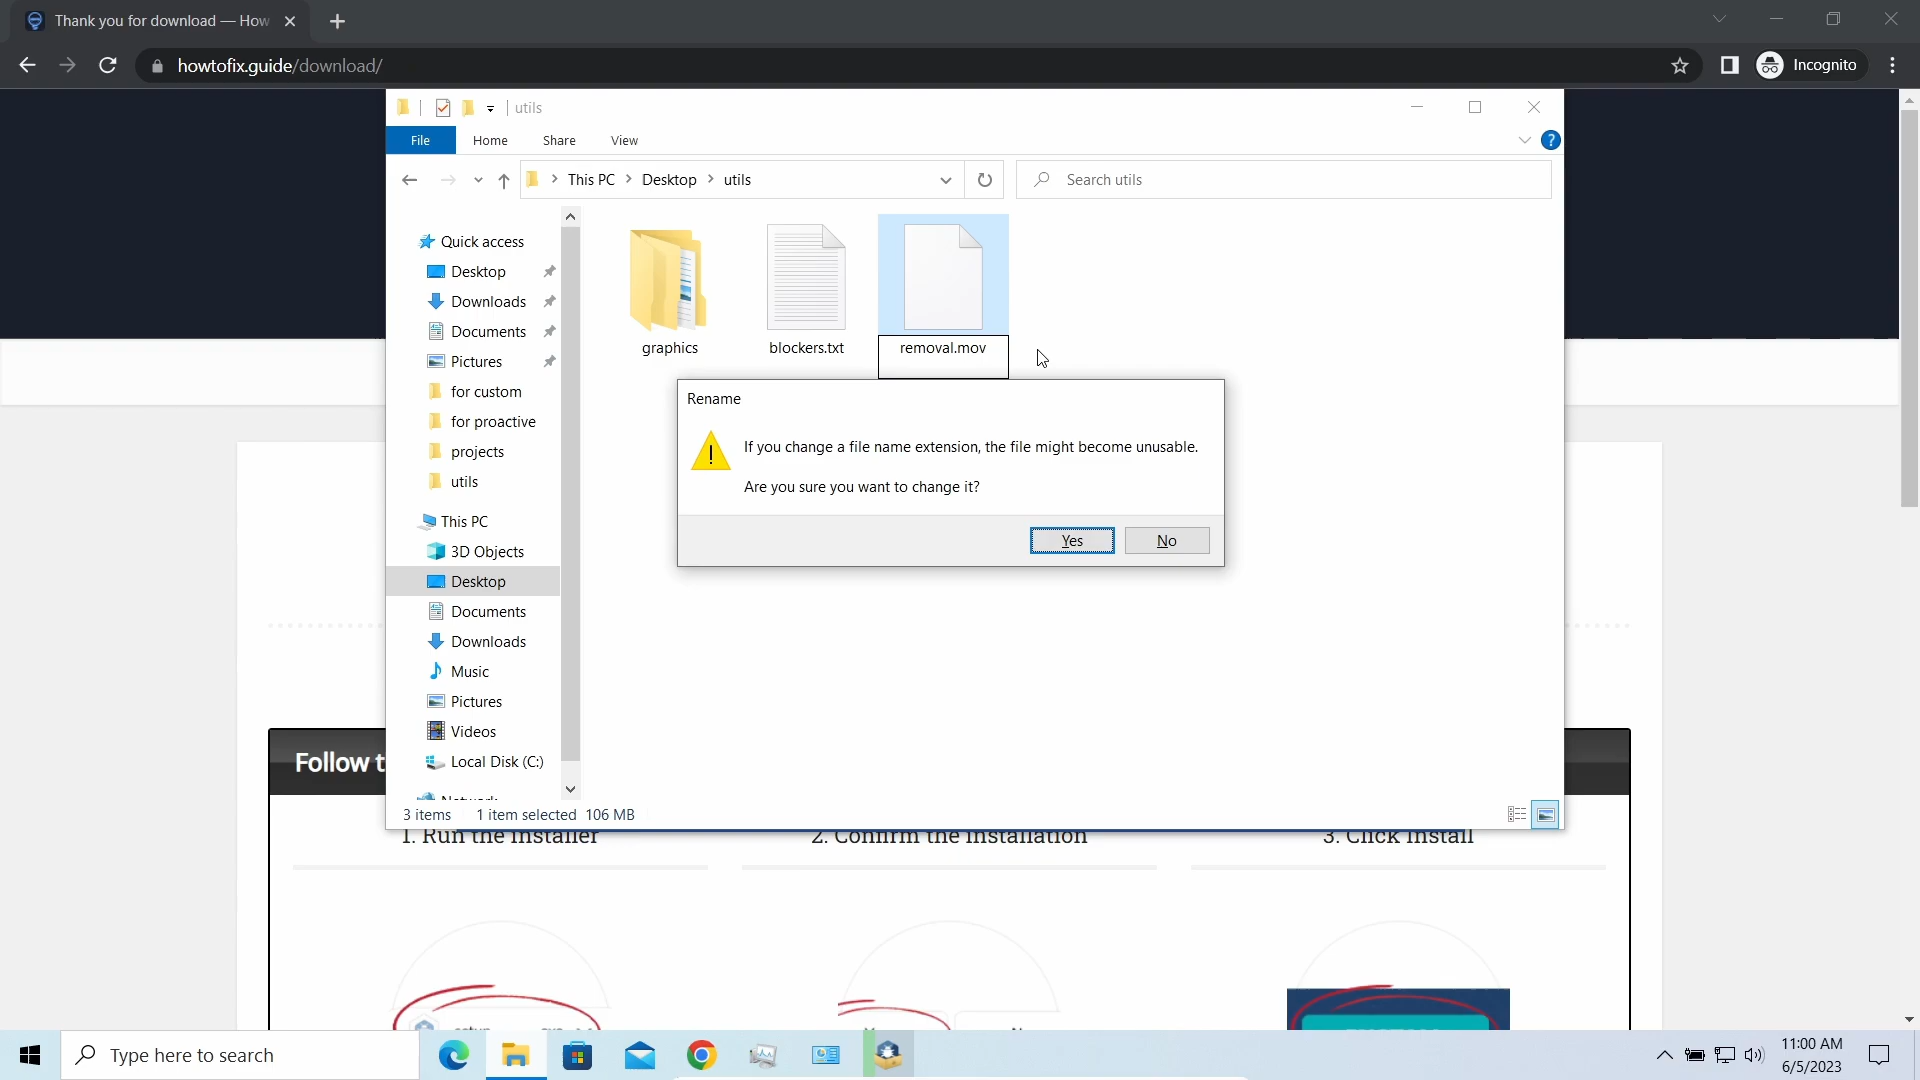 Thank you for download — How
howtofix.guide/download/
Incognito
utils
File
Home
Share
View
This PC
Desktop
utils
Search utils
Quick access
Desktop
Downloads
Documents
Pictures
for custom
for proactive
projects
utils
This PC
3D Objects
Desktop
Documents
Downloads
Music
Pictures
Videos
Local Disk (C:)
Network
graphics
blockers.txt
removal.mov
Rename
If you change a file name extension, the file might become unusable.
Are you sure you want to change it?
Yes
No
3 items
1 item selected 106 MB
Follow t
1. Run the installer
2. Confirm the installation
3. Click Install
Type here to search
11:00 AM
6/5/2023